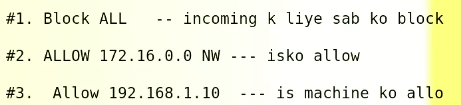 #1. Block ALL   -- incoming k liye sab ko block
#2. ALLOW 172.16.0.0 NW --- isko allow
#3.  Allow 192.168.1.10  --- is machine ko allo